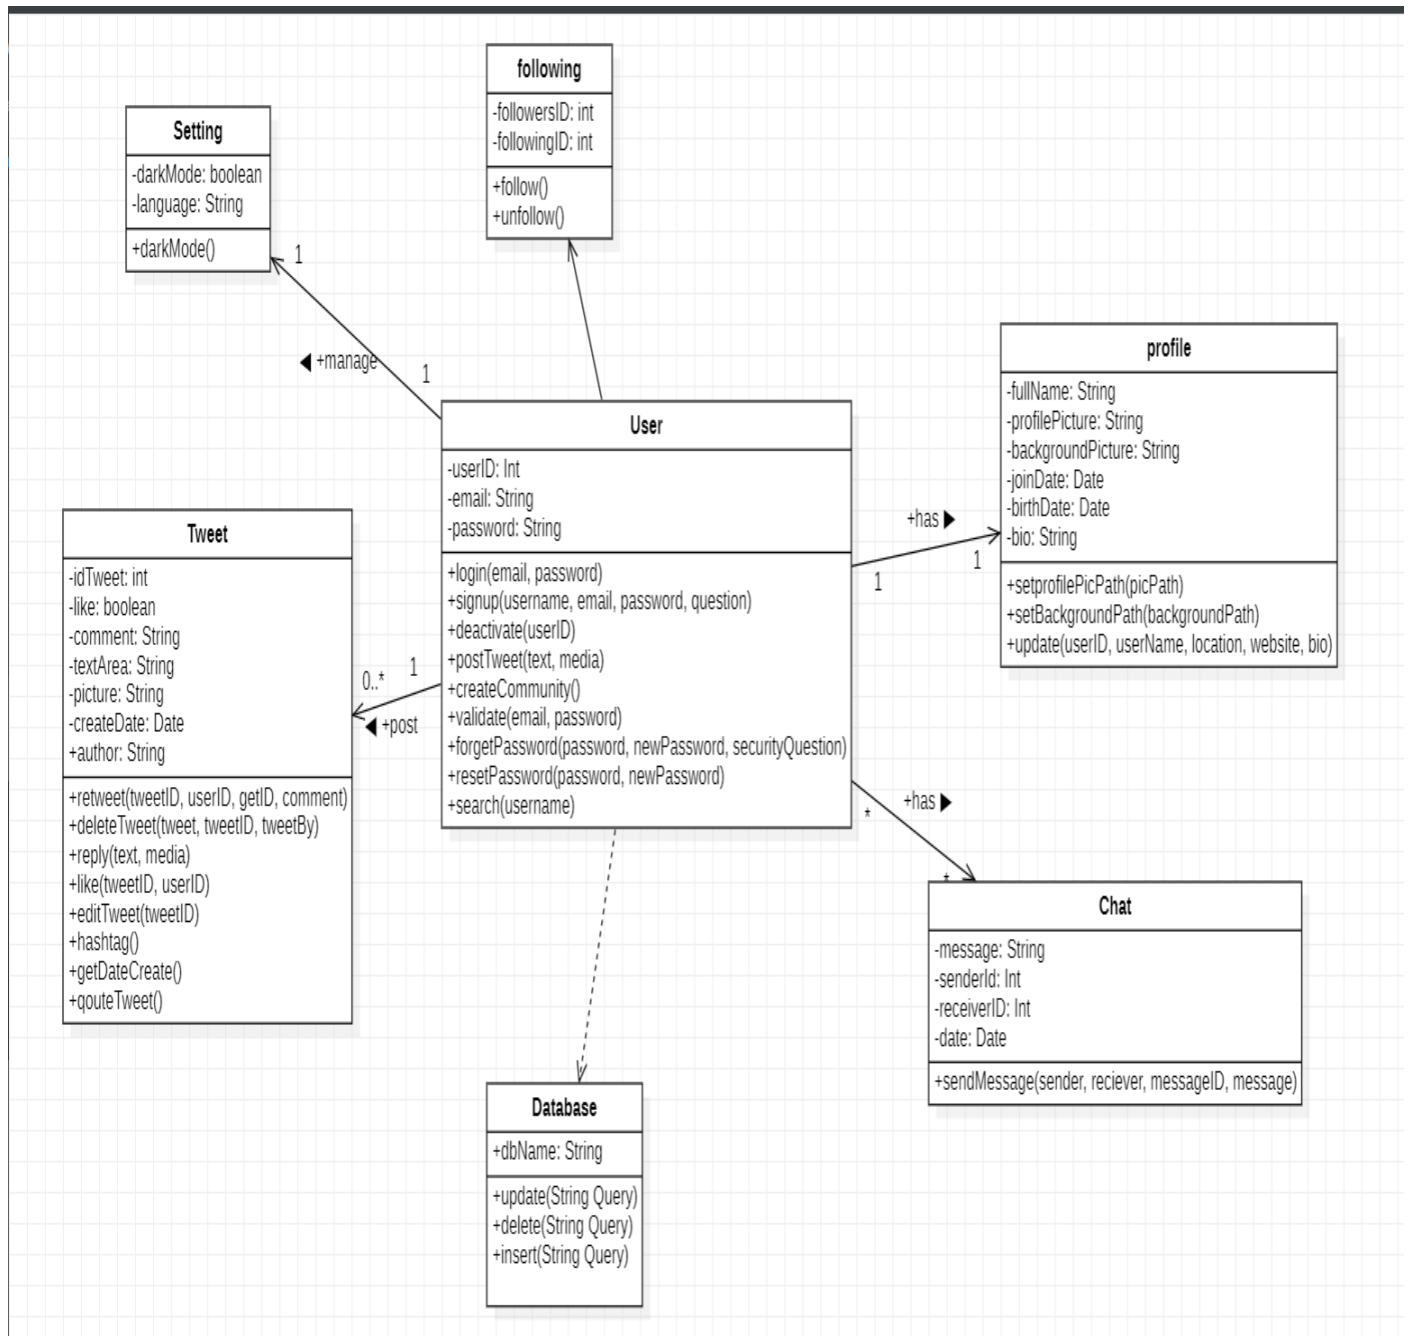 following
-followersID: int
-followingID: int
+follow()
+unfollow()
Setting
-darkMode: boolean
-language: String
+darkMode()
1
+manage
1
profile
-fullName: String
-profilePicture: String
-backgroundPicture: String
-joinDate: Date
-birthDate: Date
-bio: String
+setprofilePicPath(picPath)
+setBackgroundPath(backgroundPath)
+update(userID, userName, location, website, bio)
User
-userID: Int
-email: String
-password: String
+login(email, password)
+signup(username, email, password, question)
+deactivate(userID)
+postTweet(text, media)
+createCommunity()
+validate(email, password)
+forgetPassword(password, newPassword, securityQuestion)
+resetPassword(password, newPassword)
+search(username)
+has
1
1
Tweet
-idTweet: int
-like: boolean
-comment: String
-textArea: String
-picture: String
-createDate: Date
+author: String
+retweet(tweetID, userID, getID, comment)
+deleteTweet(tweet, tweetID, tweetBy)
+reply(text, media)
+like(tweetID, userID)
+editTweet(tweetID)
+hashtag()
+getDateCreate()
+qouteTweet()
0..*
1
+post
+has
*
*
Chat
-message: String
-senderId: Int
-receiverID: Int
-date: Date
+sendMessage(sender, reciever, messageID, message)
Database
+dbName: String
+update(String Query)
+delete(String Query)
+insert(String Query)